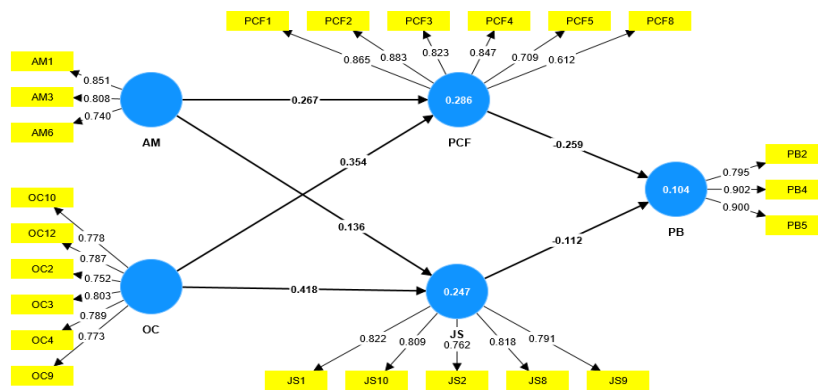 PCF1 PCF2 PCF3 PCF4 PCF5 PCF8
0.865 0.883 0.823 0.847 0.709 0.612
AM1
AM3
AM6
0.851
0.808
0.740
AM
0.267
0.286
PCF
0.354
0.136
-0.259
-0.112
0.104
PB
0.795
0.902
0.900
PB2
PB4
PB5
OC10
OC12
OC2
OC3
OC4
OC9
0.778
0.787
0.752
0.803
0.789
0.773
OC
0.418
0.247
JS
0.822 0.809 0.762 0.818 0.791
JS1 JS10 JS2 JS8 JS9